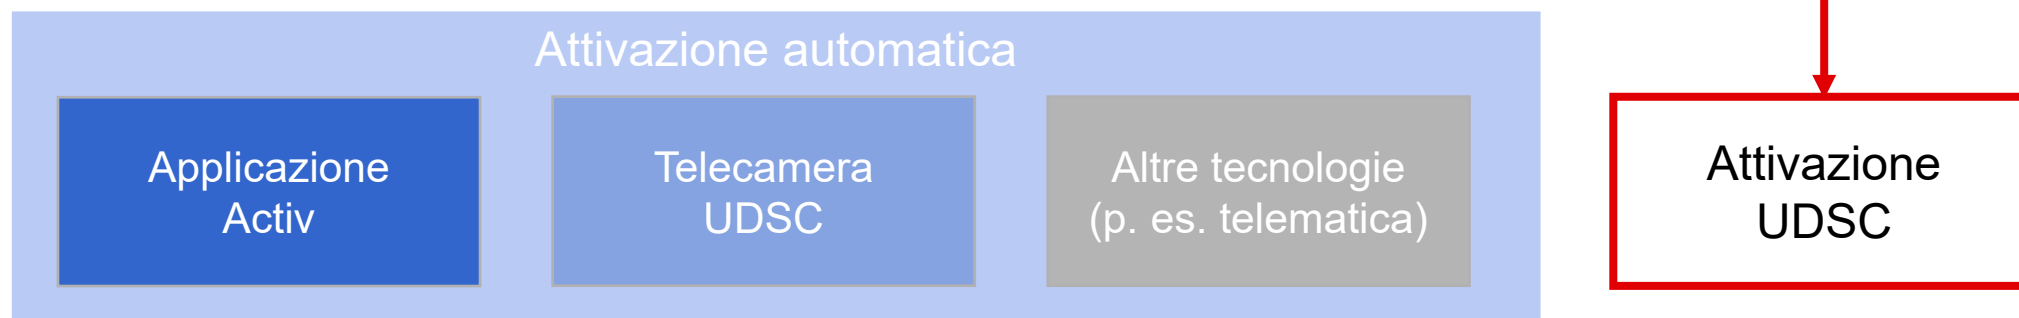 Attivazione automatica
Applicazione
Activ
Telecamera
UDSC
Altre tecnologie
(p. es. telematica)
Attivazione
UDSC